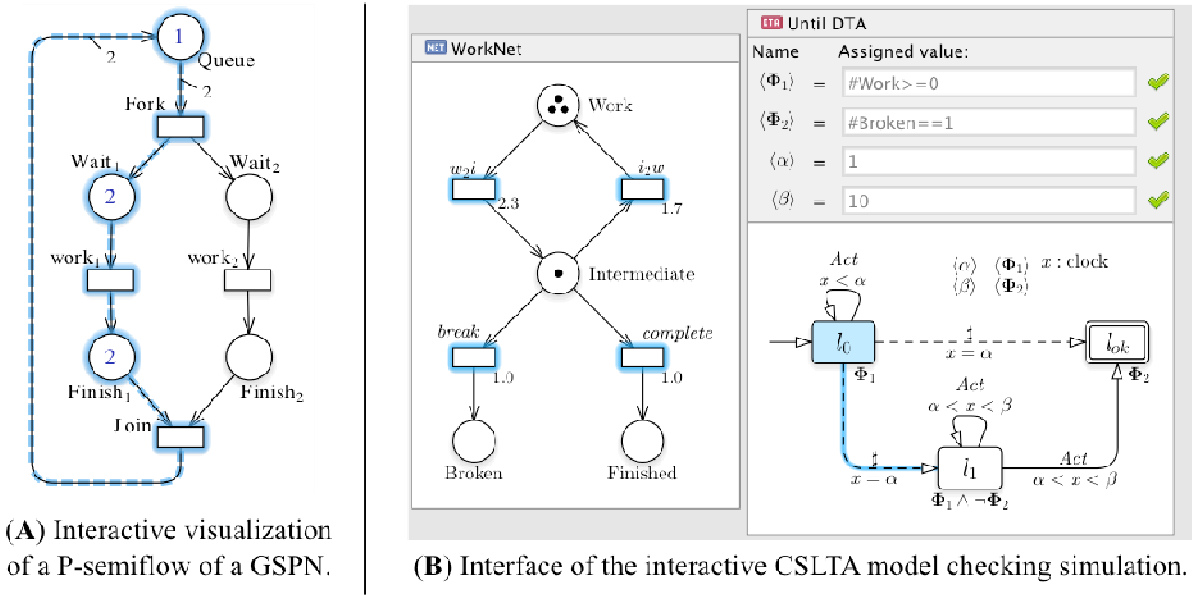 1
2
Queue
2
Fork
Wait₁
Wait₂
2
work₁
work₂
2
Finish₁
Finish₂
Join
(A) Interactive visualization
of a P-semiflow of a GSPN.
NET WorkNet
Work
w₂i
i₂w
2.3
1.7
Intermediate
break
complete
1.0
1.0
Broken
Finished
DTA Until DTA
Name Assigned value:
⟨Φ₁⟩ = #Work>=0
⟨Φ₂⟩ = #Broken==1
⟨α⟩ = 1
⟨β⟩ = 10
Act
x < α
⟨α⟩ ⟨Φ₁⟩ x : clock
⟨β⟩ ⟨Φ₂⟩
l₀
♯
x = α
lₒₖ
Φ₁
Φ₂
Act
α < x < β
♯
x = α
l₁
Act
α < x < β
Φ₁ ∧ ¬Φ₂
(B) Interface of the interactive CSLTA model checking simulation.